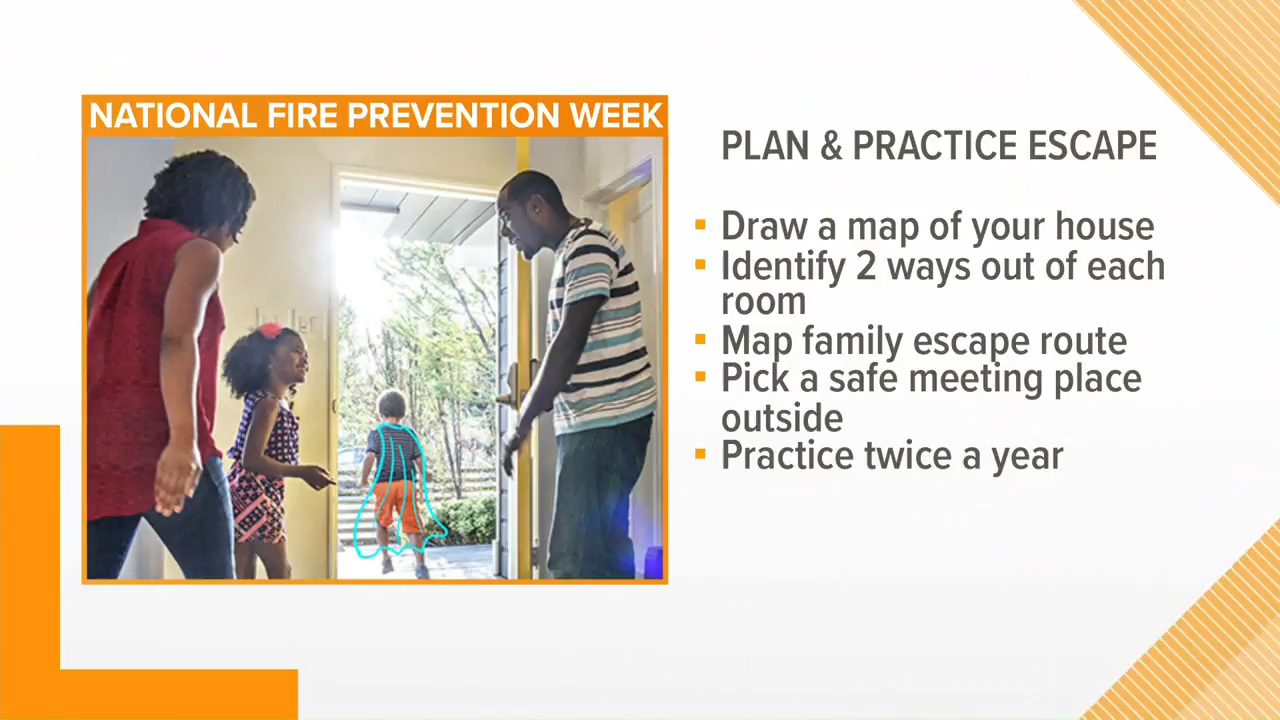 NATIONAL FIRE PREVENTION WEEK
PLAN & PRACTICE ESCAPE
Draw a map of your house
Identify 2 ways out of each
room
Map family escape route
Pick a safe meeting place
outside
Practice twice a year